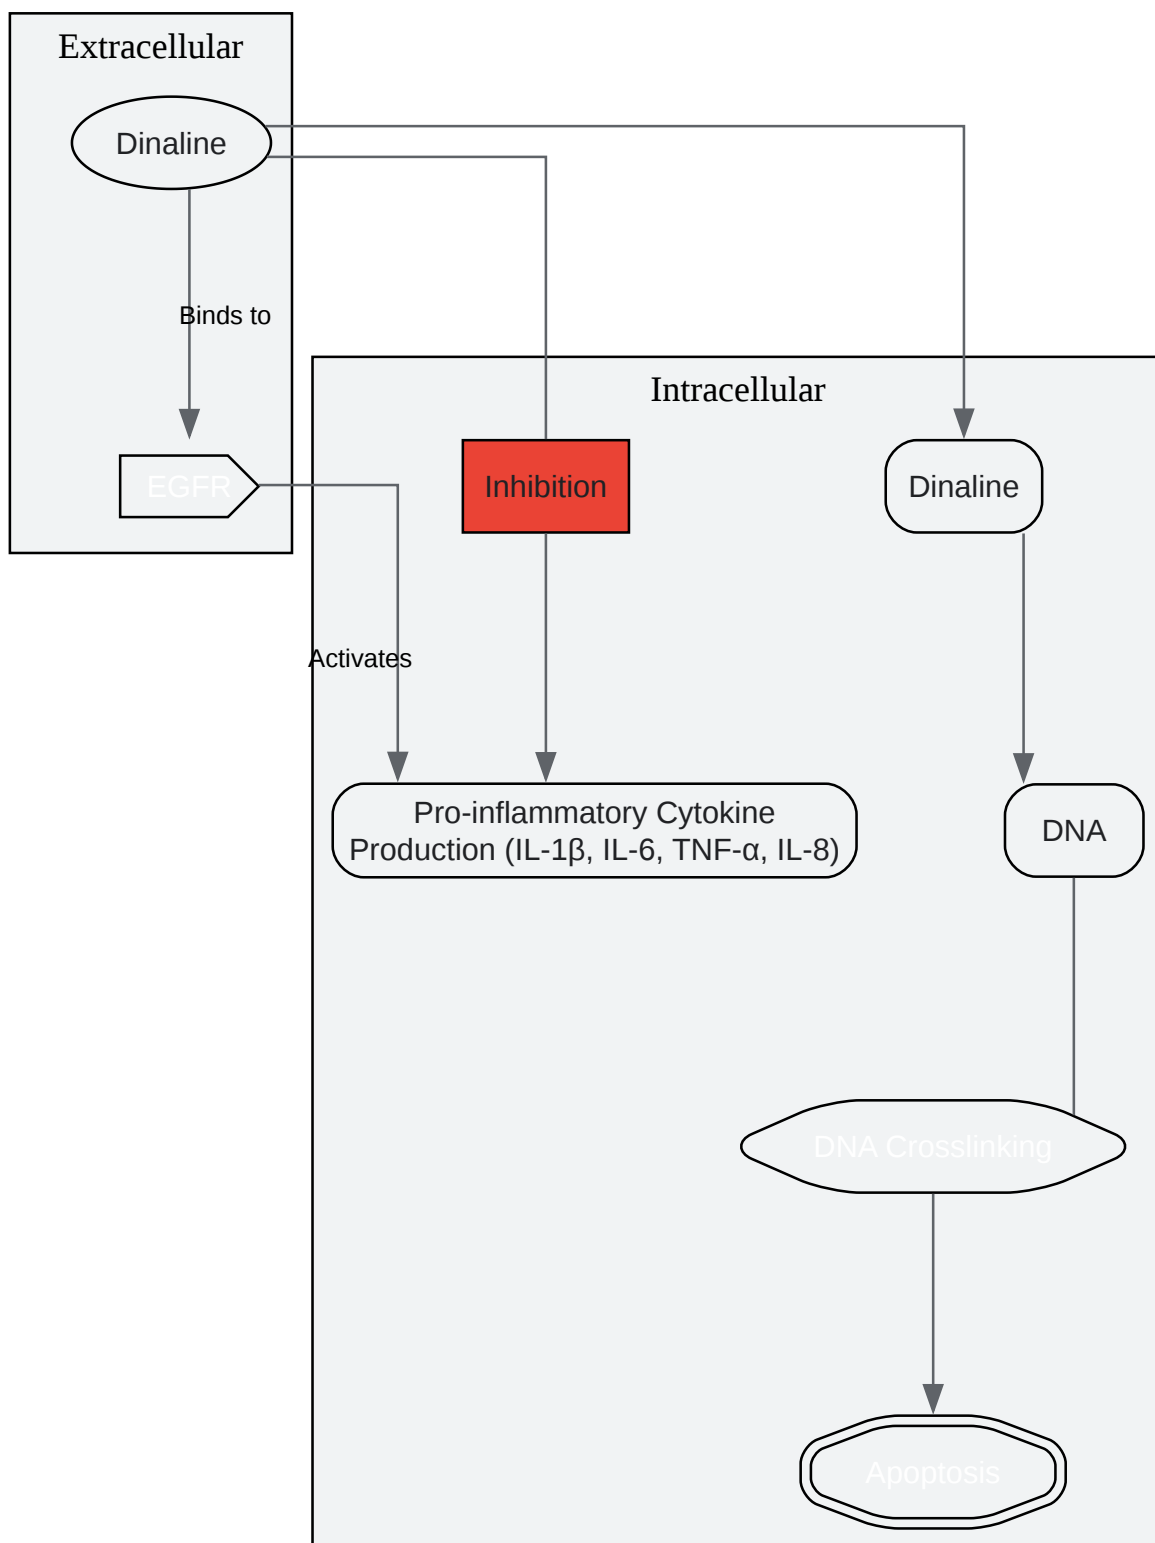 Extracellular
Dinaline
Binds to
Intracellular
EGFR
Inhibition
Dinaline
Activates
Pro-inflammatory Cytokine
Production (IL-1β, IL-6, TNF-α, IL-8)
DNA
DNA Crosslinking
Apoptosis